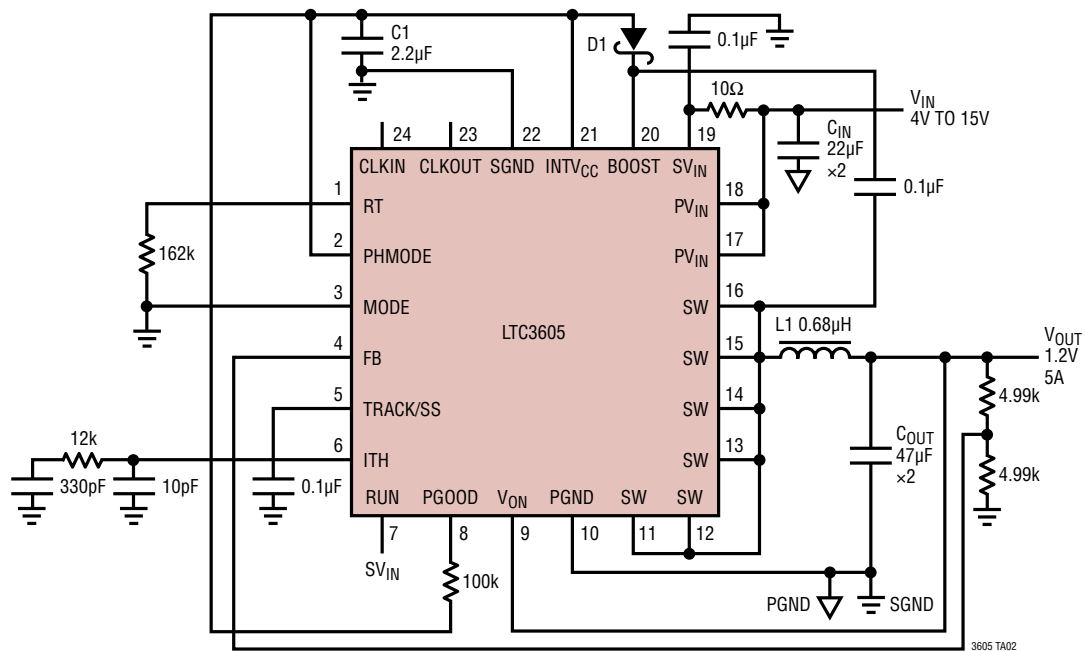 C1
2.2µF
D1
0.1µF
10Ω
VIN
4V TO 15V
CIN
22µF
×2
0.1µF
24
23
22
21
20
19
CLKIN
CLKOUT
SGND
INTVCC
BOOST
SVIN
1
RT
18
PVIN
162k
2
PHMODE
17
PVIN
3
MODE
16
SW
LTC3605
L1 0.68µH
4
FB
15
SW
VOUT
1.2V
5A
5
TRACK/SS
14
SW
4.99k
12k
6
ITH
13
SW
COUT
47µF
×2
4.99k
330pF
10pF
0.1µF
RUN
PGOOD
VON
PGND
SW
SW
7
8
9
10
11
12
SVIN
100k
PGND
SGND
3605 TA02